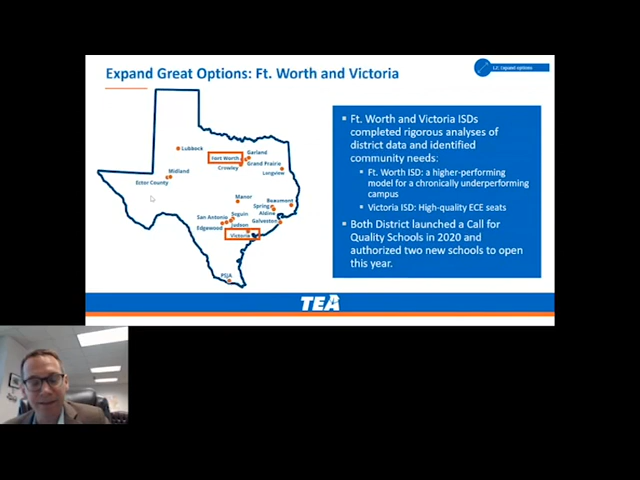 Expand Great Options: Ft. Worth and Victoria
1.2. Expand options
Lubbock
Garland
Fort Worth
Grand Prairie
Crowley
Longview
Midland
Ector County
Manor
Beaumont
Spring
Aldine
Seguin
San Antonio
Galveston
Judson
Edgewood
Victoria
PSJA
Ft. Worth and Victoria ISDs
completed rigorous analyses of
district data and identified
community needs:
Ft. Worth ISD: a higher-performing
model for a chronically underperforming
campus
Victoria ISD: High-quality ECE seats
Both District launched a Call for
Quality Schools in 2020 and
authorized two new schools to open
this year.
TEA